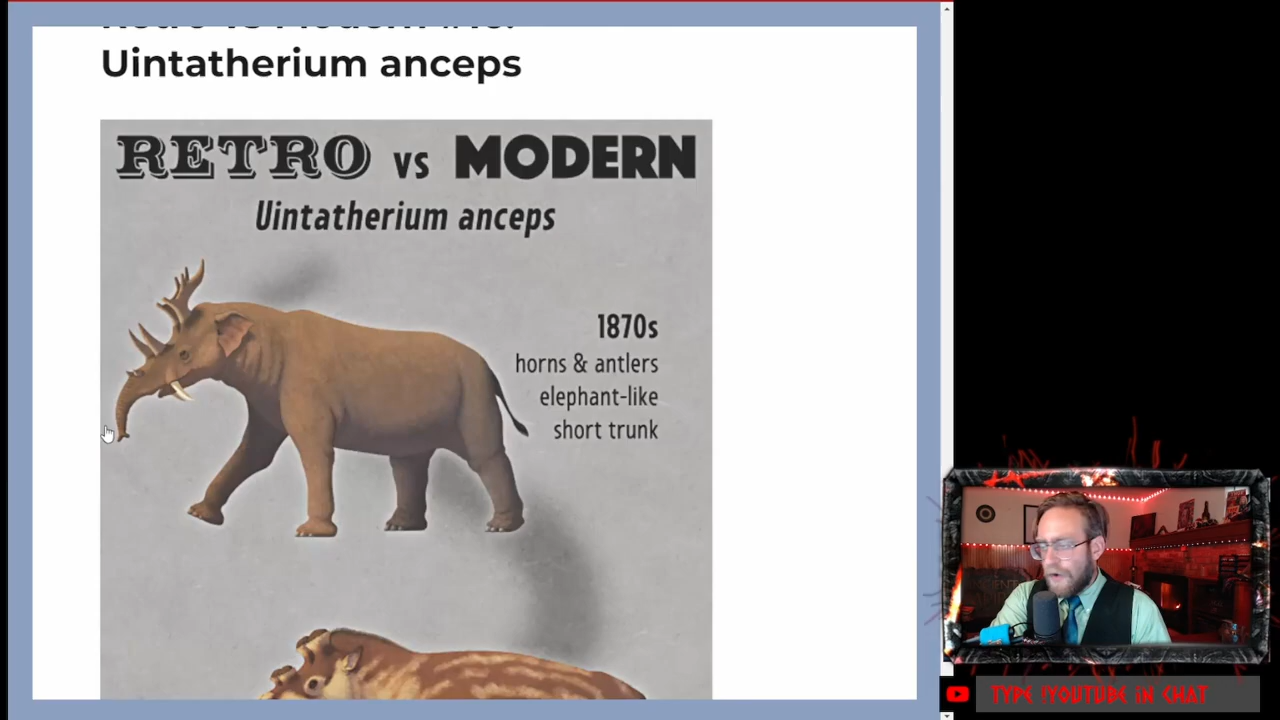 Uintatherium anceps
RETRO vs MODERN
Uintatherium anceps
1870s
horns & antlers
elephant-like
short trunk
TYPE !YOUTUBE IN CHAT